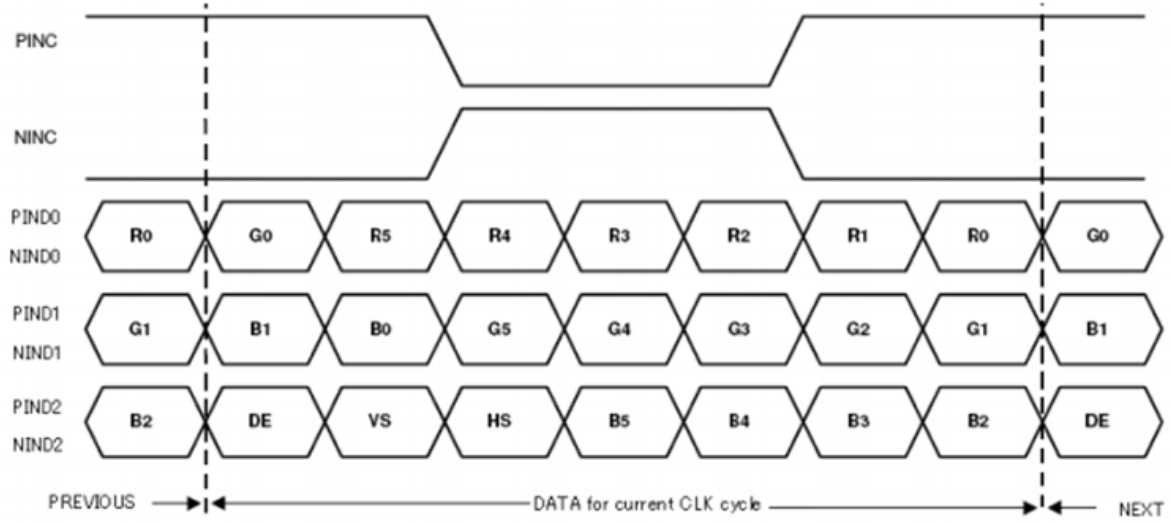 PINC
NINC
PIND0
NIND0
R0 G0 R5 R4 R3 R2 R1 R0 G0
PIND1
NIND1
G1 B1 B0 G5 G4 G3 G2 G1 B1
PIND2
NIND2
B2 DE VS HS B5 B4 B3 B2 DE
PREVIOUS DATA for current CLK cycle NEXT